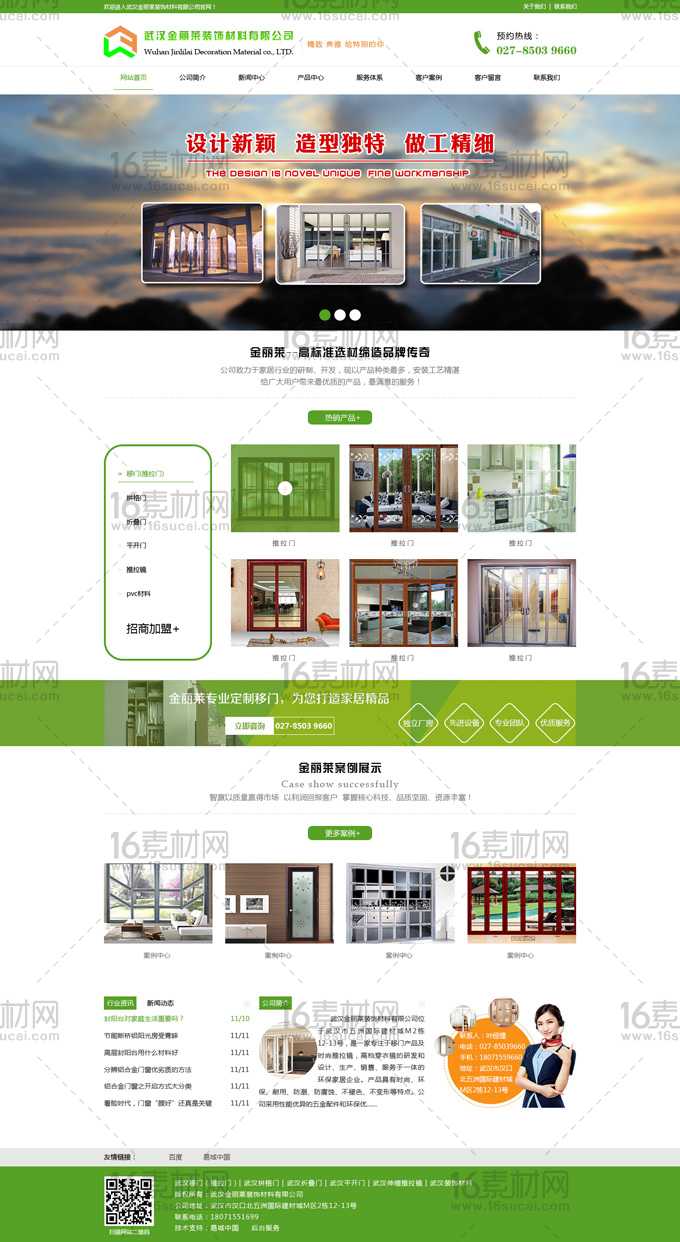 欢迎进入武汉金丽莱装饰材料有限公司官网！
关于我们 | 联系我们
武汉金丽莱装饰材料有限公司
Wuhan Jinlilai Decoration Material co., LTD.
精致 典雅 给特别的你
预约热线：
027-8503 9660
网站首页 公司简介 新闻中心 产品中心 服务体系 客户案例 客户留言 联系我们
设计新颖 造型独特 做工精细
THE DESIGN IS NOVEL UNIQUE FINE WORKMANSHIP
16素材网
www.16sucai.com
金丽莱--高标准选材缔造品牌传奇
公司致力于家居行业的研制、开发，现以产品种类最多，安装工艺精湛
给广大用户带来最优质的产品，最满意的服务！
热销产品+
移门(推拉门)
拼格门
折叠门
平开门
推拉镜
pvc材料
招商加盟+
推拉门 推拉门 推拉门
推拉门 推拉门 推拉门
金丽莱专业定制移门，为您打造家居精品
立即咨询 027-8503 9660
独立厂房 先进设备 专业团队 优质服务
金丽莱案例展示
Case show successfully
智赢以质量赢得市场 以利润回聚客户 掌握核心科技、品质坚固、资源丰富！
更多案例+
案例中心 案例中心 案例中心 案例中心
行业资讯 新闻动态
封阳台对家庭生活重要吗？ 11/10
节能断桥铝阳光房受青睐 11/11
高层封阳台用什么材料好 11/11
分辨铝合金门窗优劣质的方法 11/11
铝合金门窗之开启方式大分类 11/11
看脸时代，门窗“颜好”还真是关键 11/11
公司简介
武汉金丽莱装饰材料有限公司位
于武汉市五洲国际建材城M2栋
12-13号，是一家专注于移门产品及
时尚推拉镜，高档整衣橱的研发和
设计、生产、销售、服务于一体的
环保居家企业。产品具有时尚、环
保、耐用、防潮、防腐蚀、不褪色、不变形等特点。公
司采用性能优异的五金配件和环保优......
联系人：叶经理
电话：027-85039660
手机：18071559660
地址：武汉市汉口
北五洲国际建材城
M区2栋12-13号
友情链接： 百度 易城中国
武汉移门（推拉门）| 武汉拼格门 | 武汉折叠门 | 武汉平开门 | 武汉伸缩推拉镜 | 武汉装饰材料
版权所有：武汉金丽莱装饰材料有限公司
公司地址：武汉市汉口北五洲国际建材城M区2栋12-13号
联系电话：18071551699
技术支持：易城中国 后台服务
扫描网站二维码